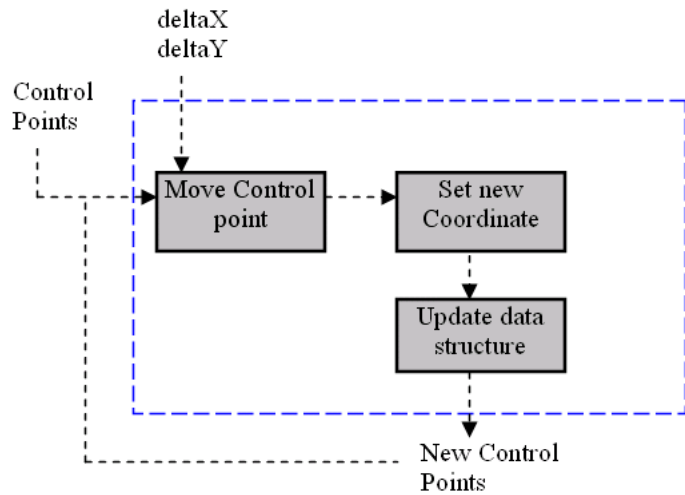 deltaX
deltaY
Control
Points
Move Control
point
Set new
Coordinate
Update data
structure
New Control
Points